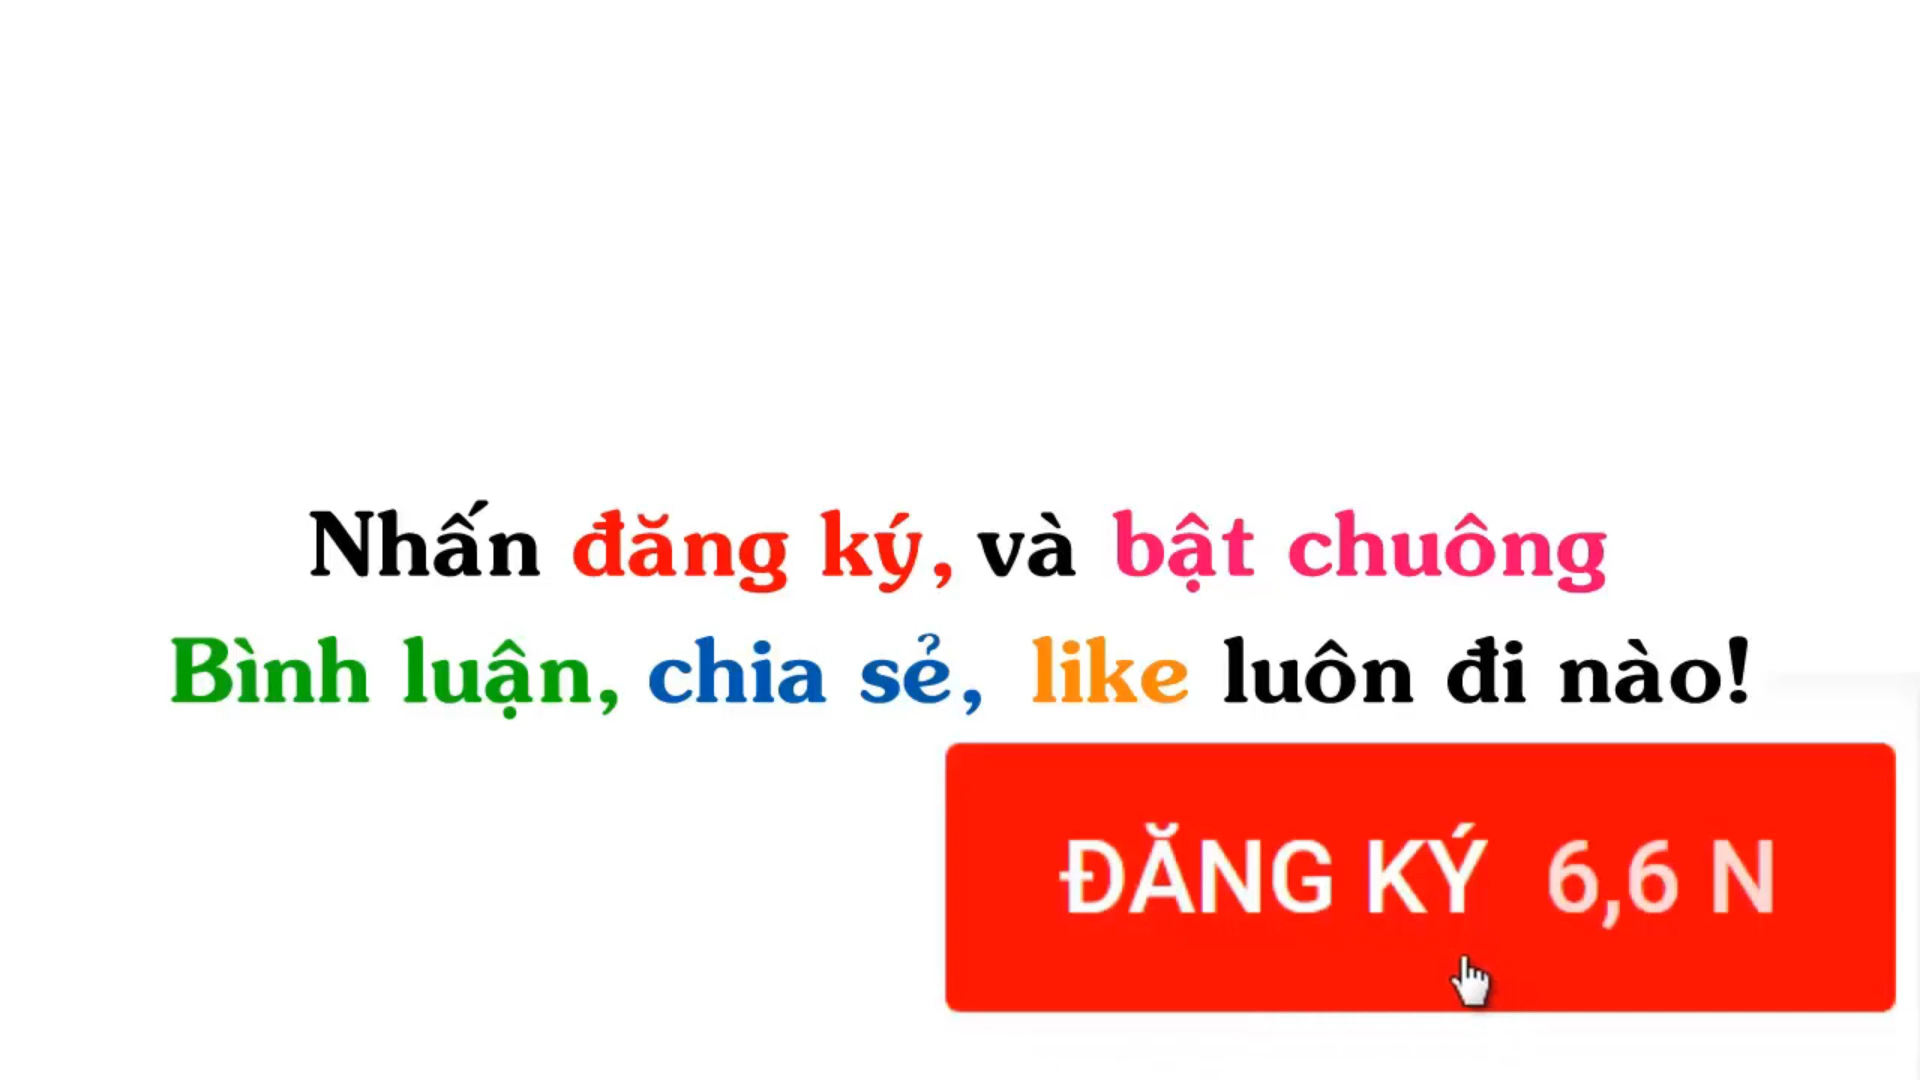 Nhấn đăng ký, và bật chuông
Bình luận, chia sẻ, like luôn đi nào!
ĐĂNG KÝ 6,6 N